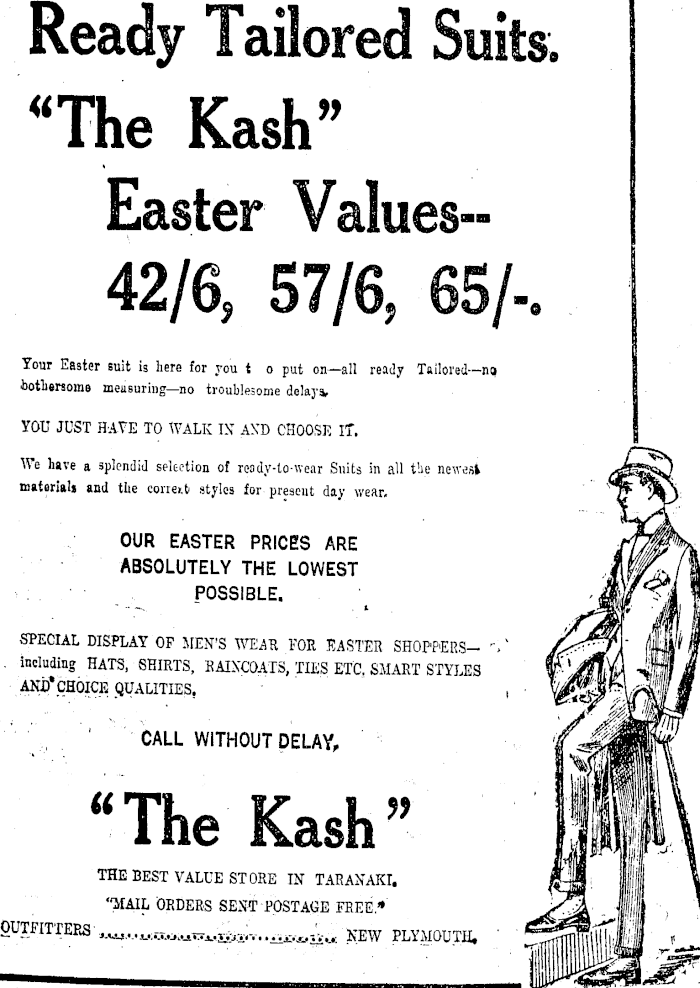 Ready Tailored Suits.
"The Kash"
Easter Values--
42/6, 57/6, 65/-.
Your Easter suit is here for you t o put on—all ready Tailored—no
bothersome measuring—no troublesome delays.
YOU JUST HAVE TO WALK IN AND CHOOSE IT.
We have a splendid selection of ready-to-wear Suits in all the newest
materials and the correct styles for present day wear.
OUR EASTER PRICES ARE
ABSOLUTELY THE LOWEST
POSSIBLE.
SPECIAL DISPLAY OF MEN'S WEAR FOR EASTER SHOPPERS—
including HATS, SHIRTS, RAINCOATS, TIES ETC. SMART STYLES
AND CHOICE QUALITIES.
CALL WITHOUT DELAY.
"The Kash"
THE BEST VALUE STORE IN TARANAKI.
"MAIL ORDERS SENT POSTAGE FREE."
OUTFITTERS ........................ NEW PLYMOUTH.